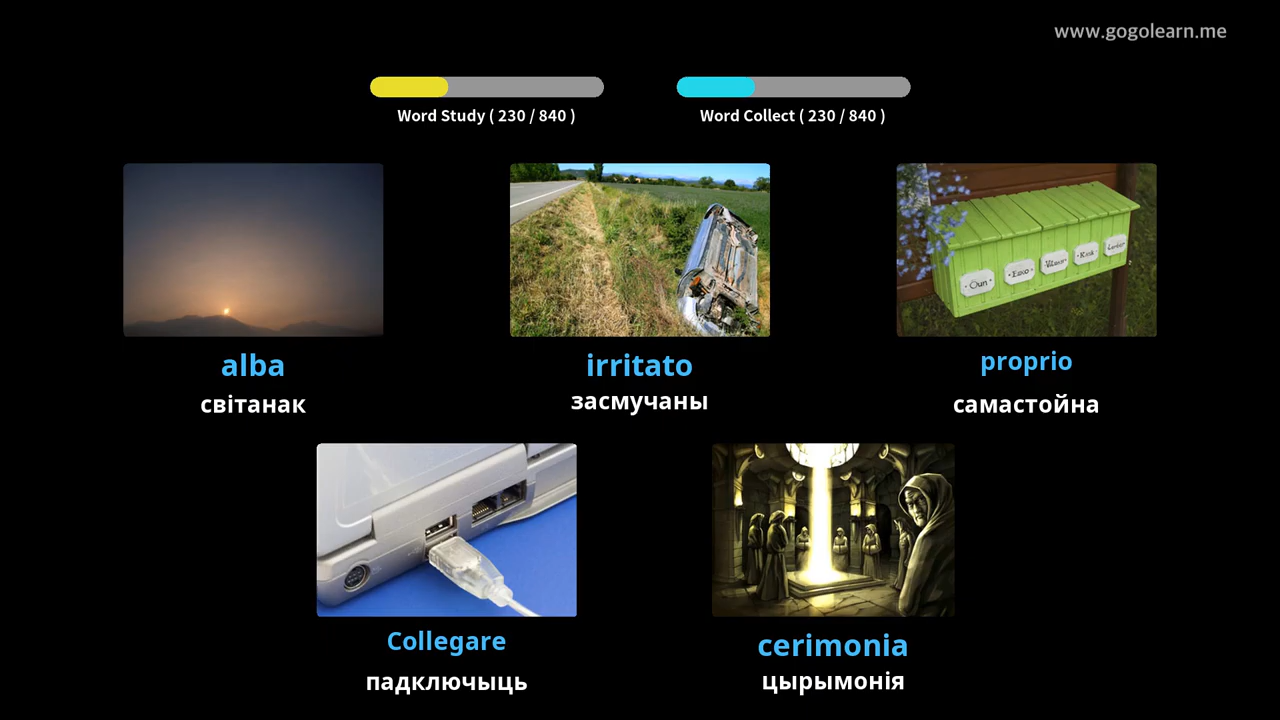 www.gogolearn.me
Word Study ( 230 / 840 )
Word Collect ( 230 / 840 )
Oun
alba
світанак
irritato
засмучаны
proprio
самастойна
Collegare
падключыць
cerimonia
цырымонія